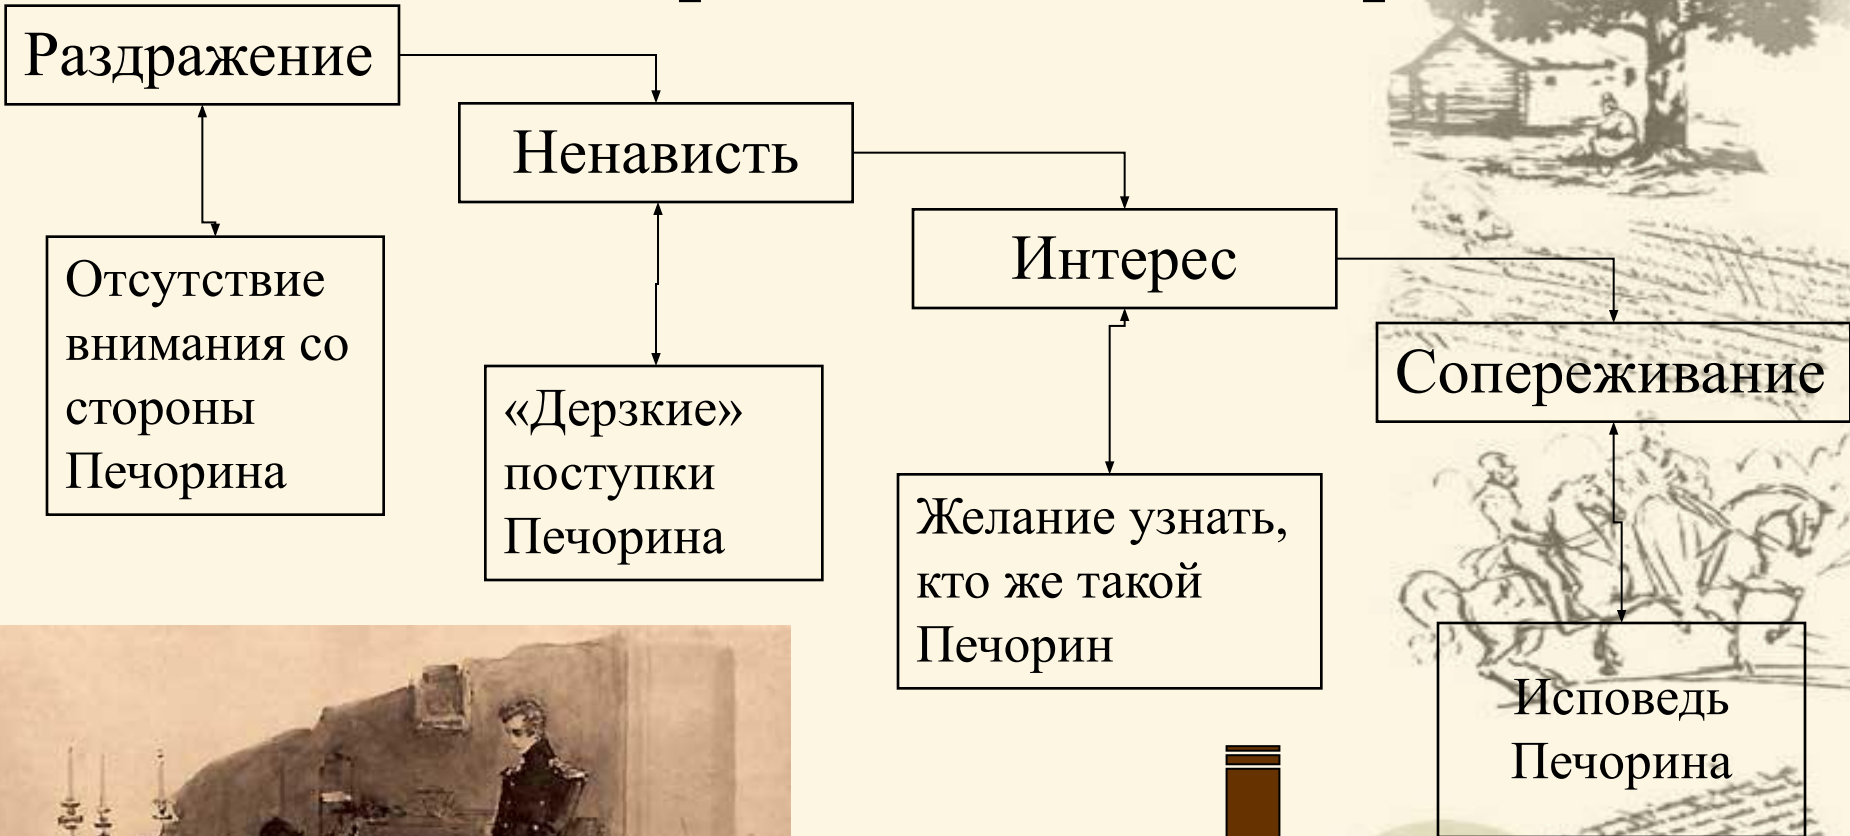 Раздражение
Ненависть
Интерес
Сопереживание
Отсутствие
внимания со
стороны
Печорина
«Дерзкие»
поступки
Печорина
Желание узнать,
кто же такой
Печорин
Исповедь
Печорина